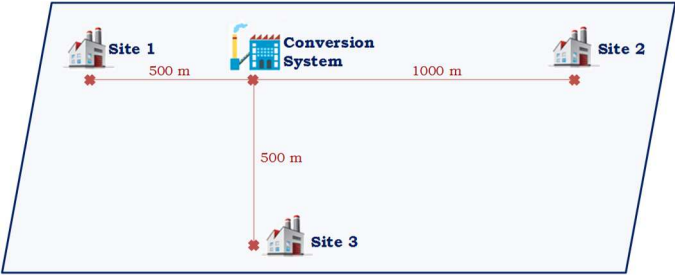 Site 1
Conversion
System
Site 2
500 m
1000 m
500 m
Site 3